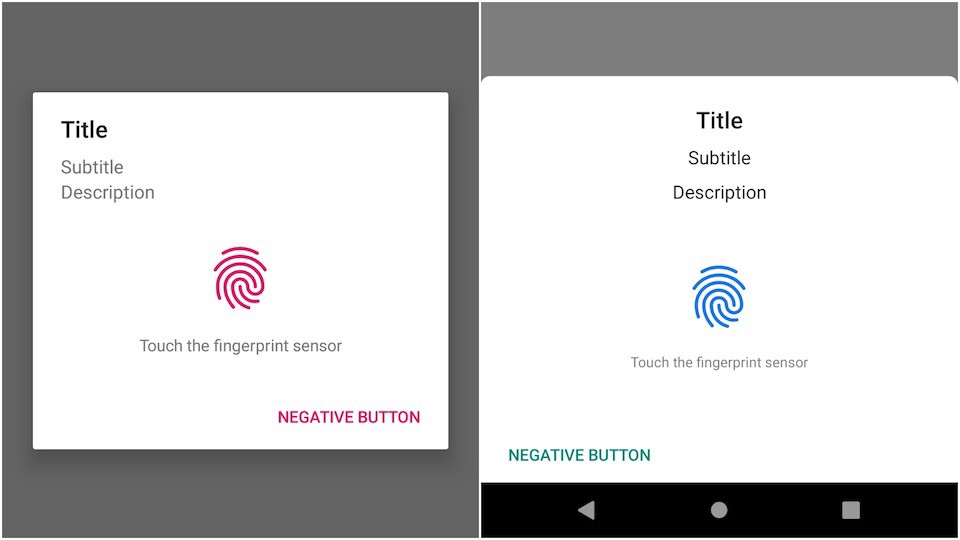 Title
Subtitle
Description
Touch the fingerprint sensor
NEGATIVE BUTTON
Title
Subtitle
Description
Touch the fingerprint sensor
NEGATIVE BUTTON